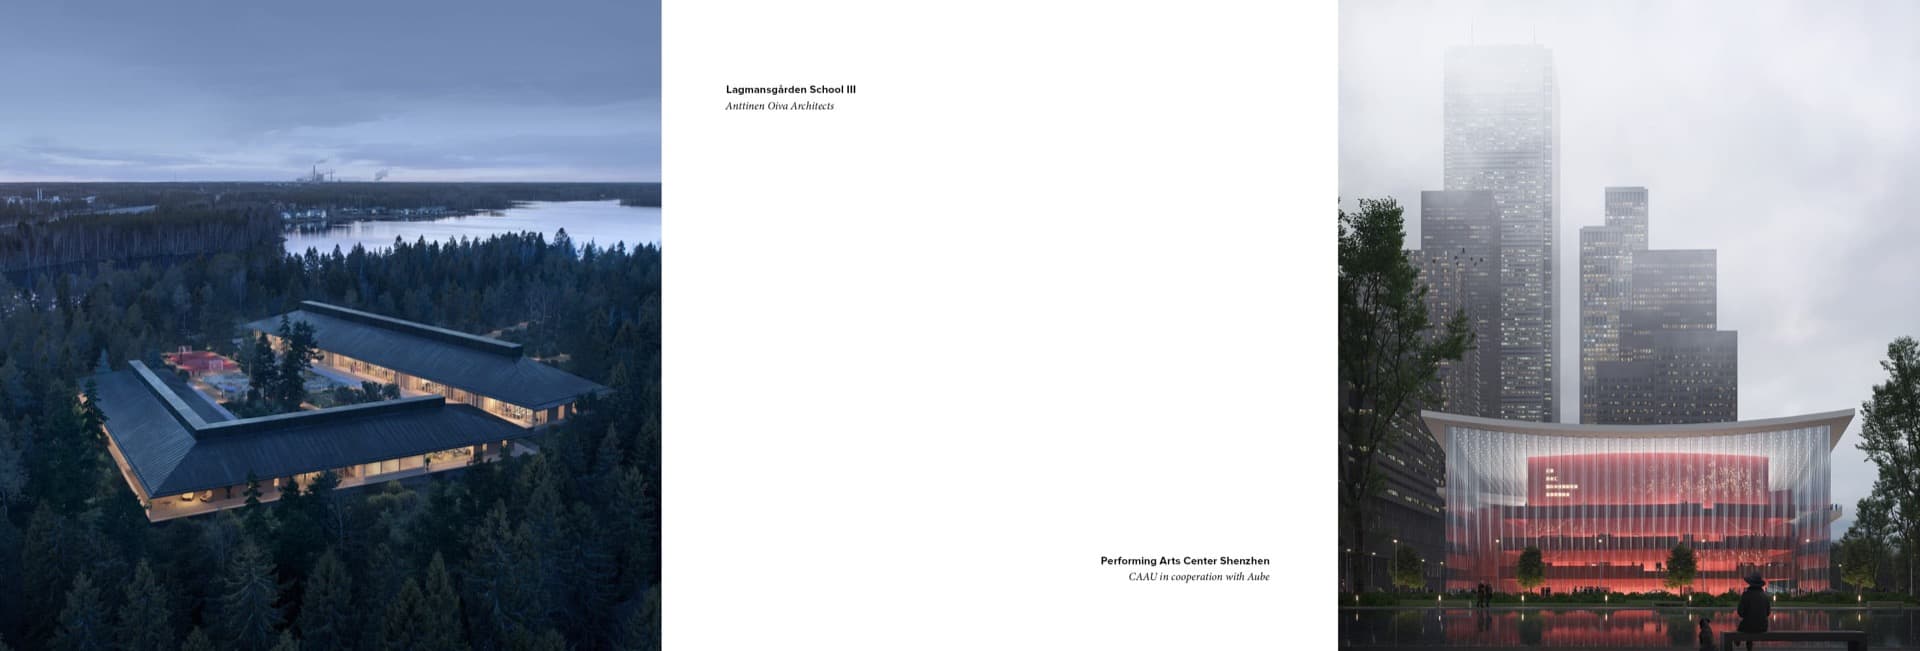 Lagmansgården School III
Anttinen Oiva Architects
Performing Arts Center Shenzhen
CAAU in cooperation with Aube